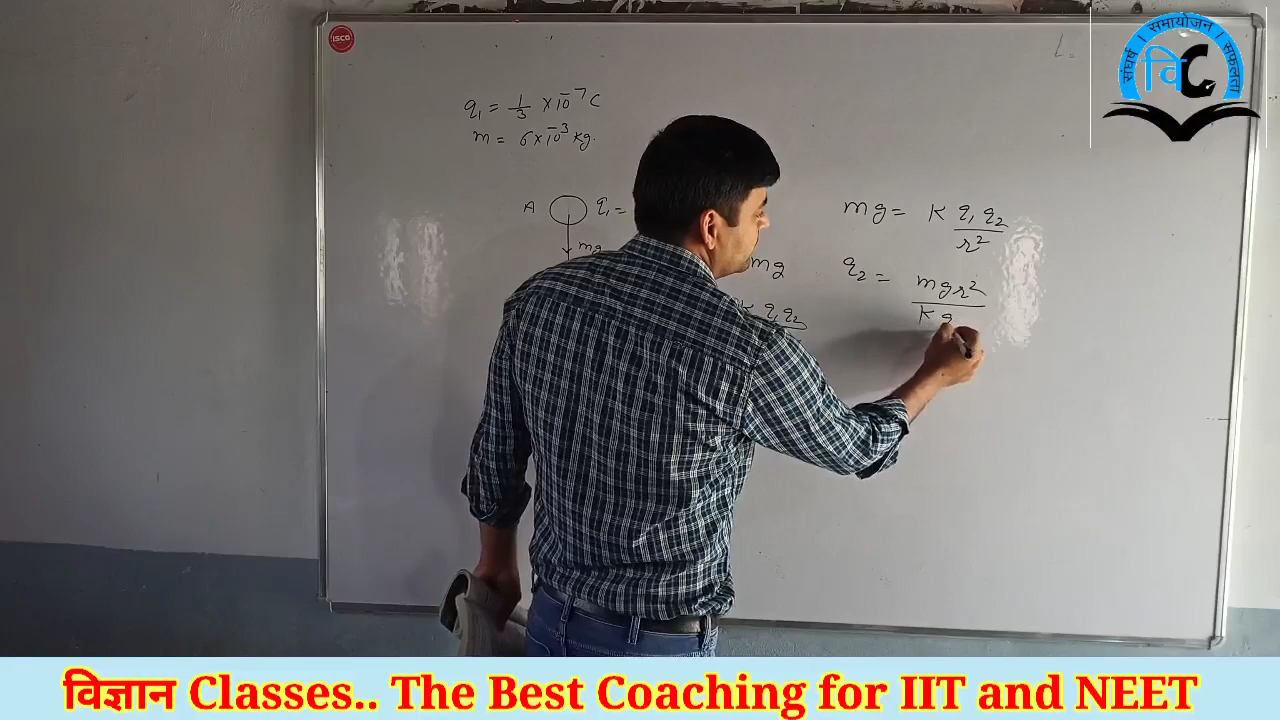 ISCO
संघर्ष । समायोजन । सफलता
विC
L =
q₁ = 1/3 × 10⁻⁷ C
m = 6 × 10⁻³ kg.
A q₁ =
mg
mg
K q₁q₂
mg = K q₁q₂/r²
q₂ = mgr²/Kq
विज्ञान Classes.. The Best Coaching for IIT and NEET